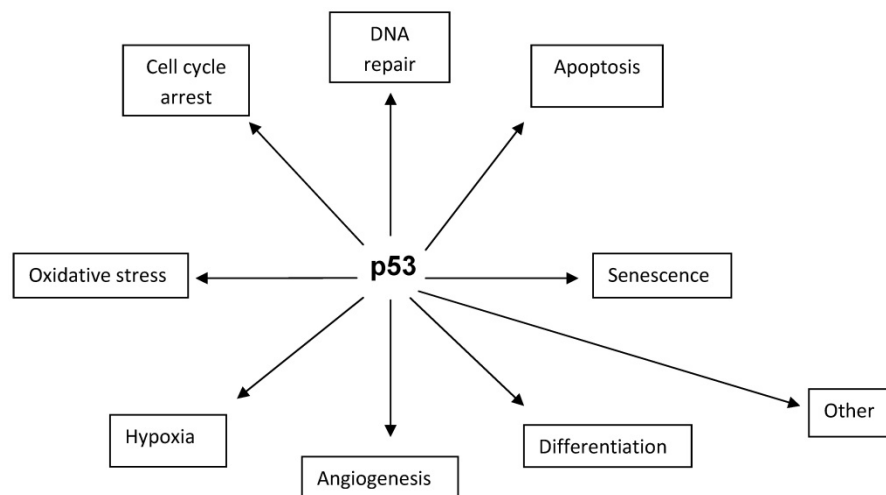 DNA
repair
Cell cycle
arrest
Apoptosis
p53
Oxidative stress
Senescence
Other
Hypoxia
Differentiation
Angiogenesis